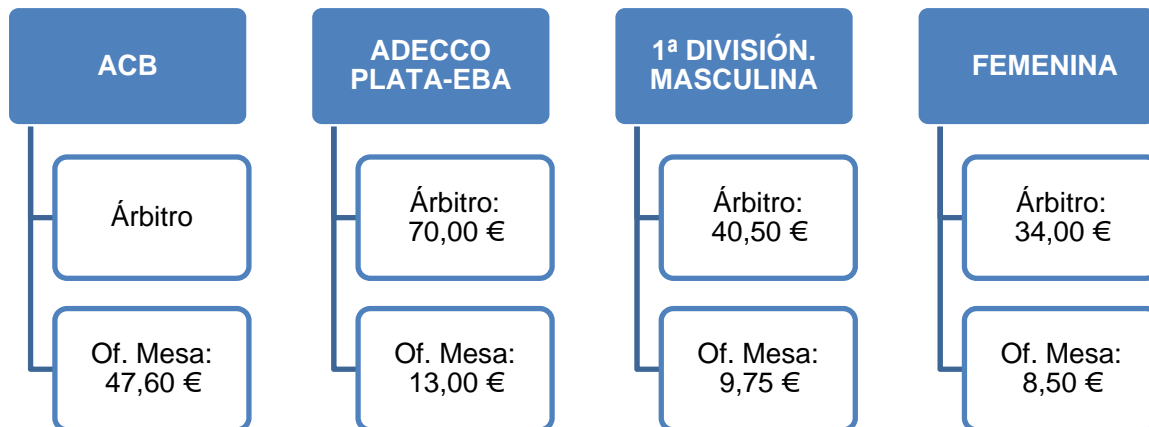 ACB
Árbitro
Of. Mesa:
47,60 €
ADECCO
PLATA-EBA
Árbitro:
70,00 €
Of. Mesa:
13,00 €
1ª DIVISIÓN.
MASCULINA
Árbitro:
40,50 €
Of. Mesa:
9,75 €
FEMENINA
Árbitro:
34,00 €
Of. Mesa:
8,50 €